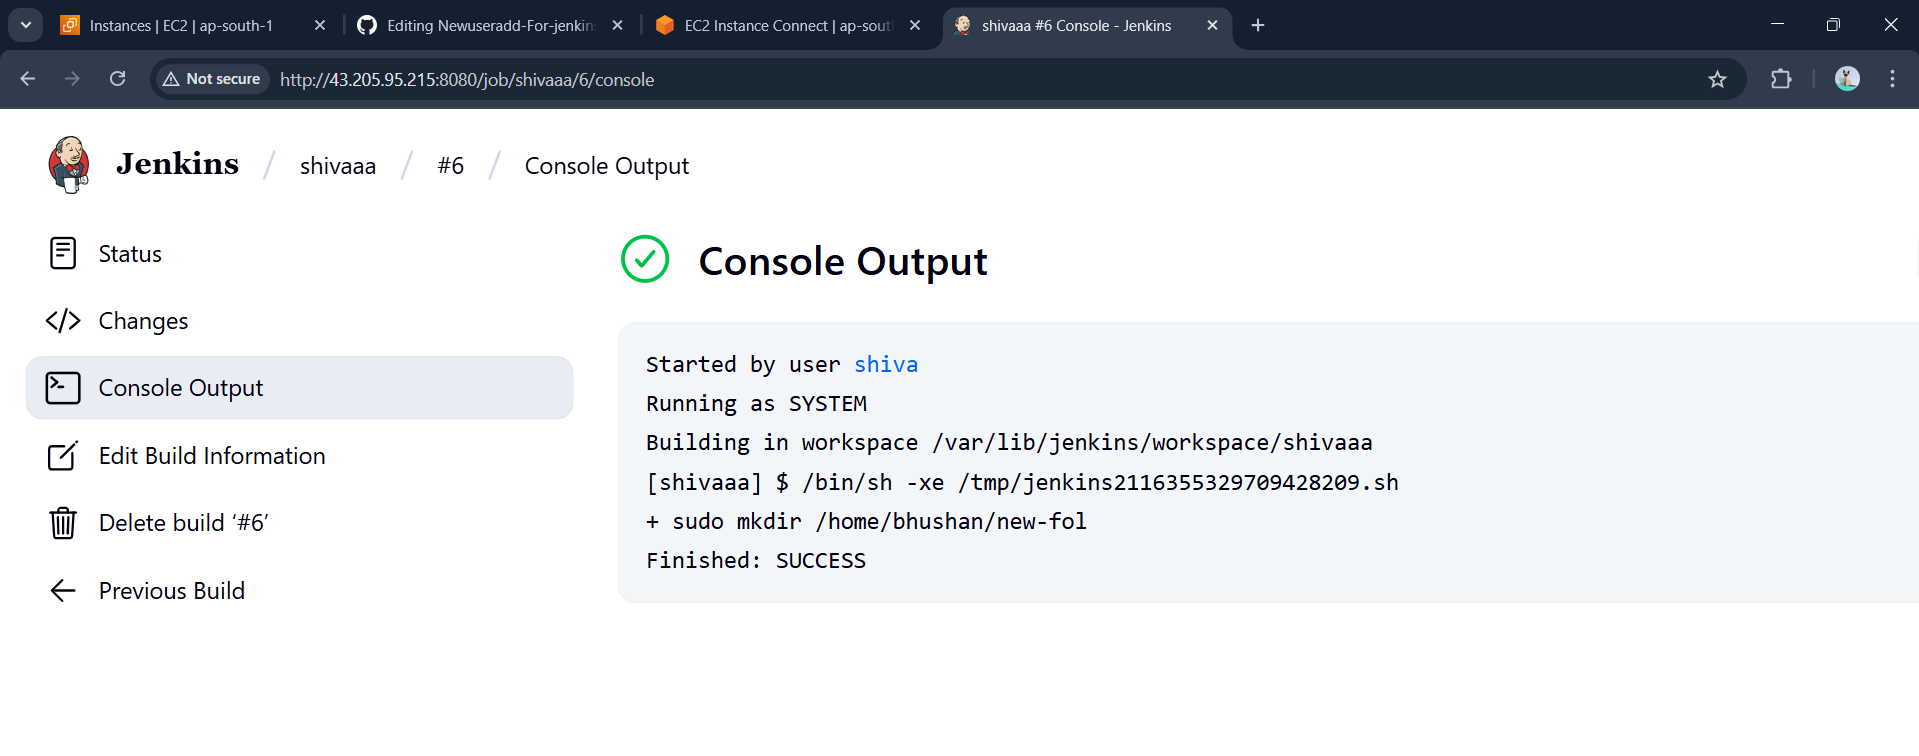 Instances | EC2 | ap-south-1
Editing Newuseradd-For-jenkin
EC2 Instance Connect | ap-sout
shivaaa #6 Console - Jenkins
Not secure
http://43.205.95.215:8080/job/shivaaa/6/console
Jenkins / shivaaa / #6 / Console Output
Status
Changes
Console Output
Edit Build Information
Delete build ‘#6’
Previous Build
Console Output
Started by user shiva
Running as SYSTEM
Building in workspace /var/lib/jenkins/workspace/shivaaa
[shivaaa] $ /bin/sh -xe /tmp/jenkins2116355329709428209.sh
+ sudo mkdir /home/bhushan/new-fol
Finished: SUCCESS